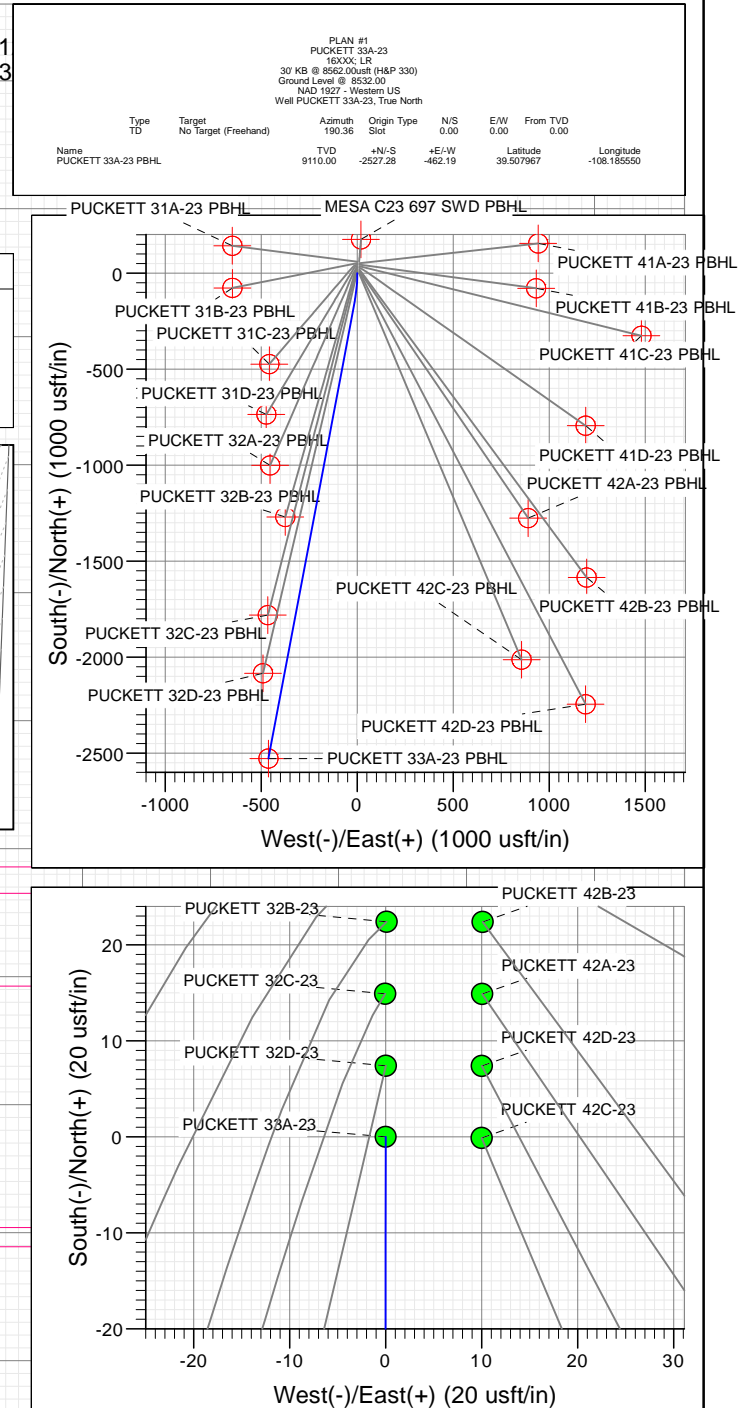 1
3
PLAN #1
PUCKETT 33A-23
16XXX; LR
30' KB @ 8562.00usft (H&P 330)
Ground Level @ 8532.00
NAD 1927 - Western US
Well PUCKETT 33A-23, True North
Type Target Azimuth Origin Type N/S E/W From TVD
TD No Target (Freehand) 190.36 Slot 0.00 0.00 0.00
Name TVD +N/-S +E/-W Latitude Longitude
PUCKETT 33A-23 PBHL 9110.00 -2527.28 -462.19 39.507967 -108.185550
PUCKETT 31A-23 PBHL
MESA C23 697 SWD PBHL
PUCKETT 41A-23 PBHL
PUCKETT 31B-23 PBHL
PUCKETT 41B-23 PBHL
PUCKETT 31C-23 PBHL
PUCKETT 41C-23 PBHL
PUCKETT 31D-23 PBHL
PUCKETT 32A-23 PBHL
PUCKETT 41D-23 PBHL
PUCKETT 32B-23 PBHL
PUCKETT 42A-23 PBHL
PUCKETT 42C-23 PBHL
PUCKETT 42B-23 PBHL
PUCKETT 32C-23 PBHL
PUCKETT 32D-23 PBHL
PUCKETT 42D-23 PBHL
PUCKETT 33A-23 PBHL
0
-500
-1000
-1500
-2000
-2500
South(-)/North(+) (1000 usft/in)
-1000 -500 0 500 1000 1500
West(-)/East(+) (1000 usft/in)
PUCKETT 32B-23
PUCKETT 42B-23
PUCKETT 32C-23
PUCKETT 42A-23
PUCKETT 32D-23
PUCKETT 42D-23
PUCKETT 33A-23
PUCKETT 42C-23
20
10
0
-10
-20
South(-)/North(+) (20 usft/in)
-20 -10 0 10 20 30
West(-)/East(+) (20 usft/in)